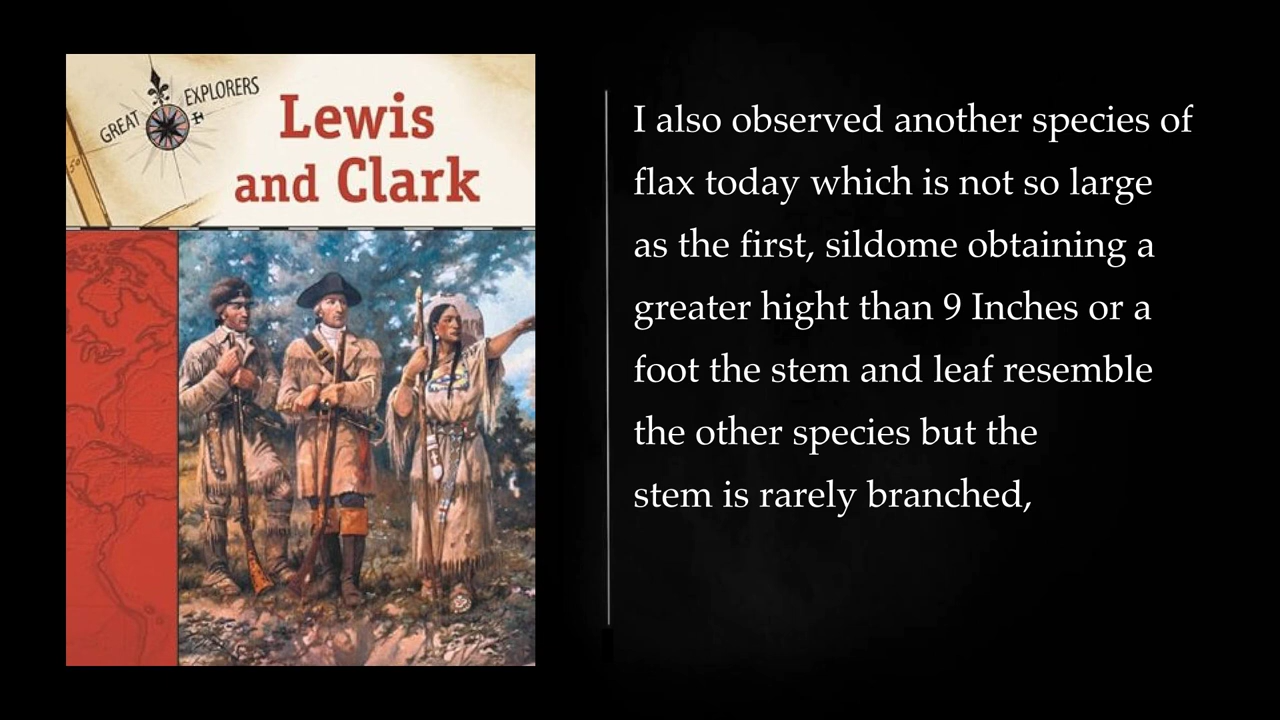 GREAT EXPLORERS
Lewis
and Clark
50
I also observed another species of
flax today which is not so large
as the first, sildome obtaining a
greater hight than 9 Inches or a
foot the stem and leaf resemble
the other species but the
stem is rarely branched,